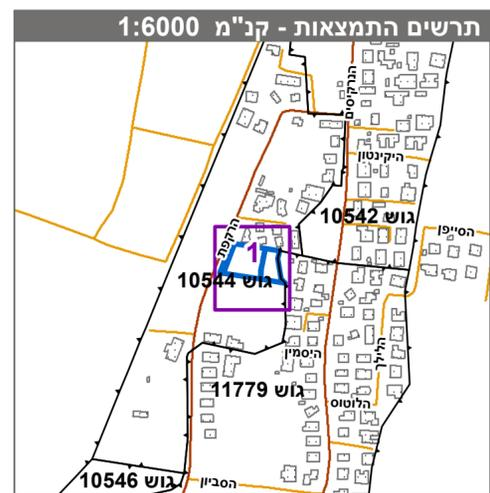 תרשים התמצאות - קנ"מ 1:6000
הנרקיסים
היקינטון
גוש 10542
הסייפן
הרקפת
1
גוש 10544
היסמין
הלילך
גוש 11779
הלוטוס
גוש 10546
הסביון